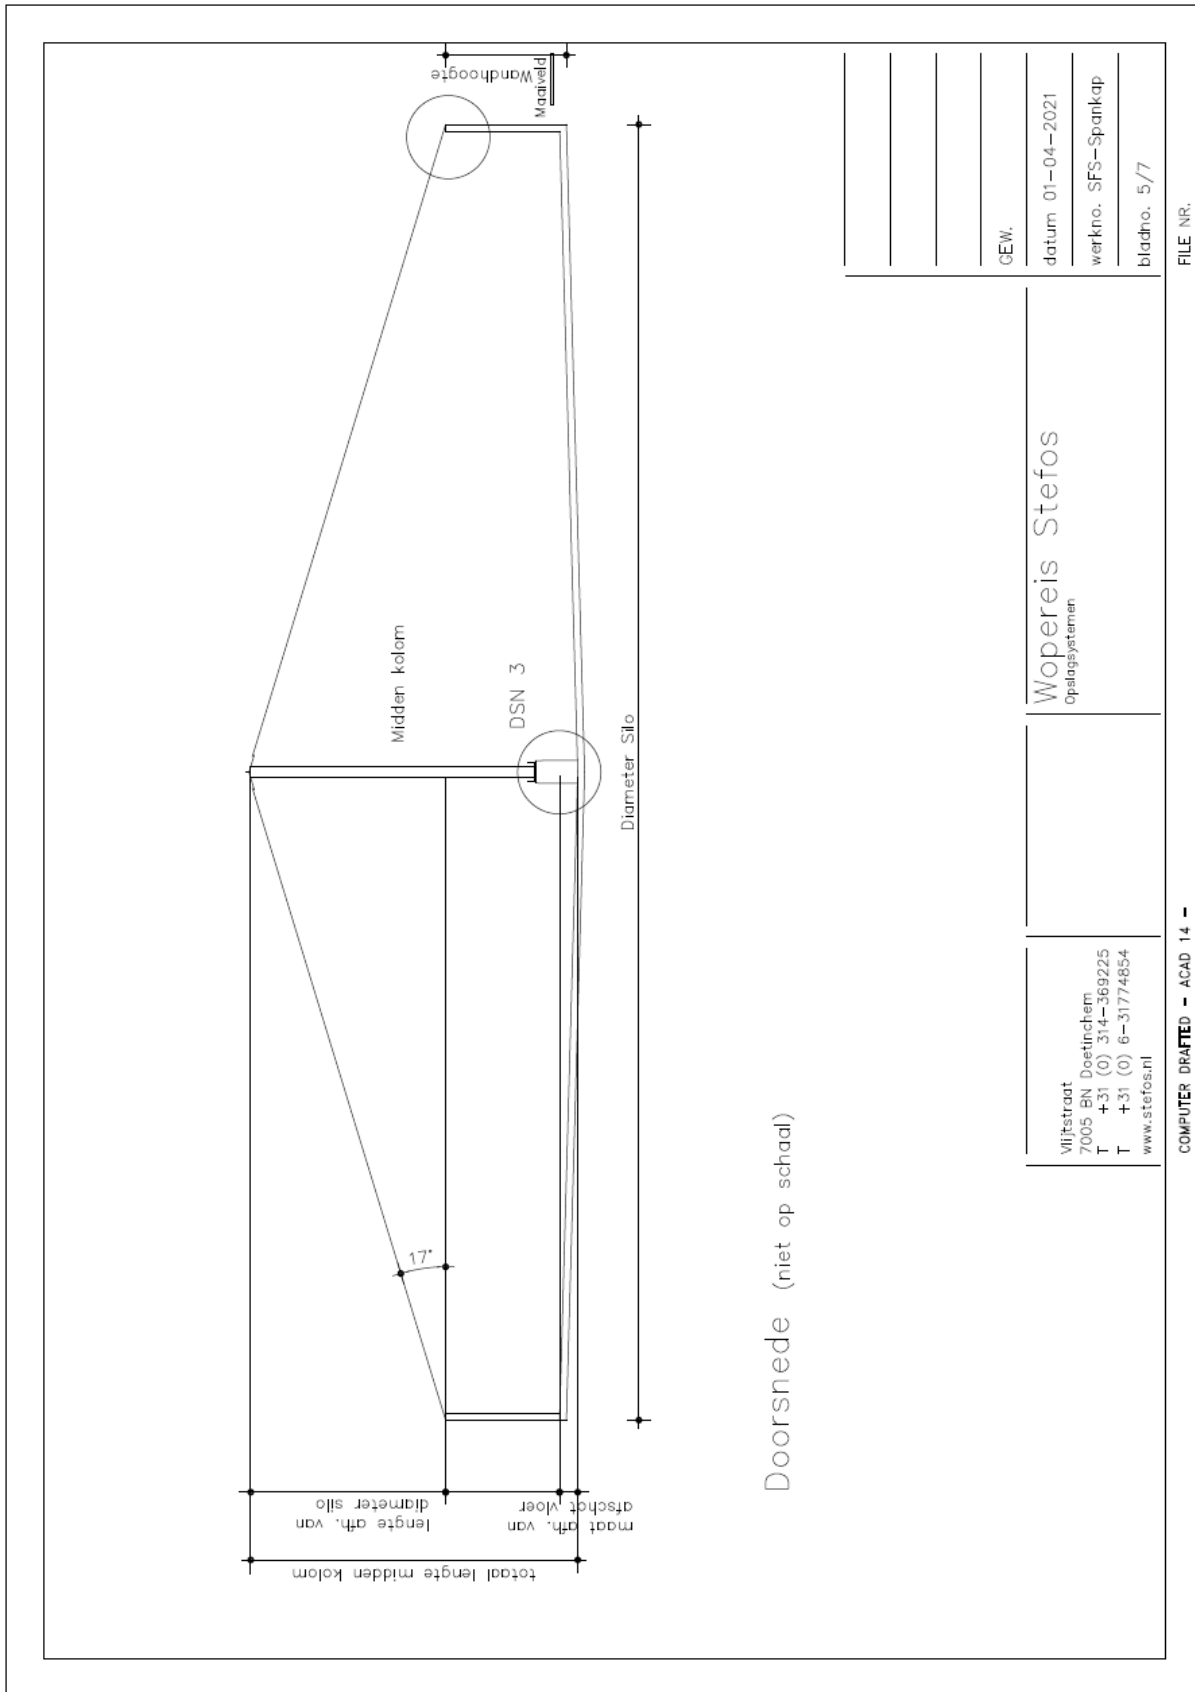 totaal lengte midden kolom
lengte afh. van
diameter silo
maat afh. van
afschot vloer
17°
Midden kolom
DSN 3
Diameter Silo
Wandhoogte
Maaiveld
Doorsnede (niet op schaal)
Vlijtstraat
7005 BN Doetinchem
T +31 (0) 314-369225
T +31 (0) 6-31774854
www.stefos.nl
Wopereis Stefos
Opslagsystemen
GEW.
datum 01-04-2021
werkno. SFS-Spankap
bladno. 5/7
COMPUTER DRAFTED - ACAD 14 -
FILE NR.